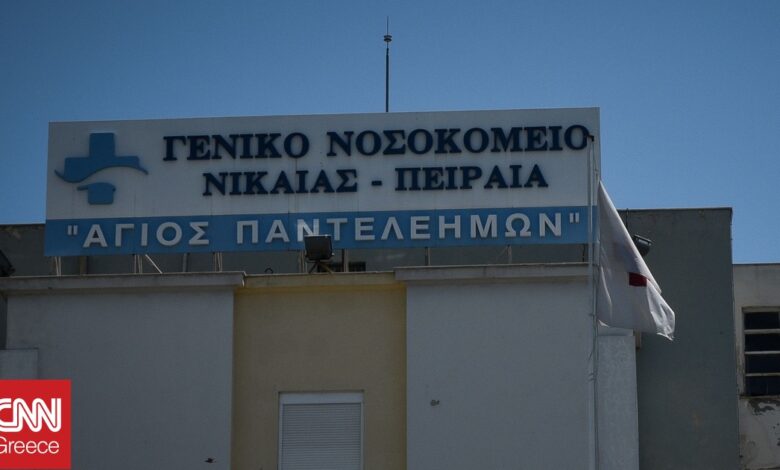 ΓΕΝΙΚΟ ΝΟΣΟΚΟΜΕΙΟ
ΝΙΚΑΙΑΣ - ΠΕΙΡΑΙΑ
"ΑΓΙΟΣ ΠΑΝΤΕΛΕΗΜΩΝ"
CNN
Greece